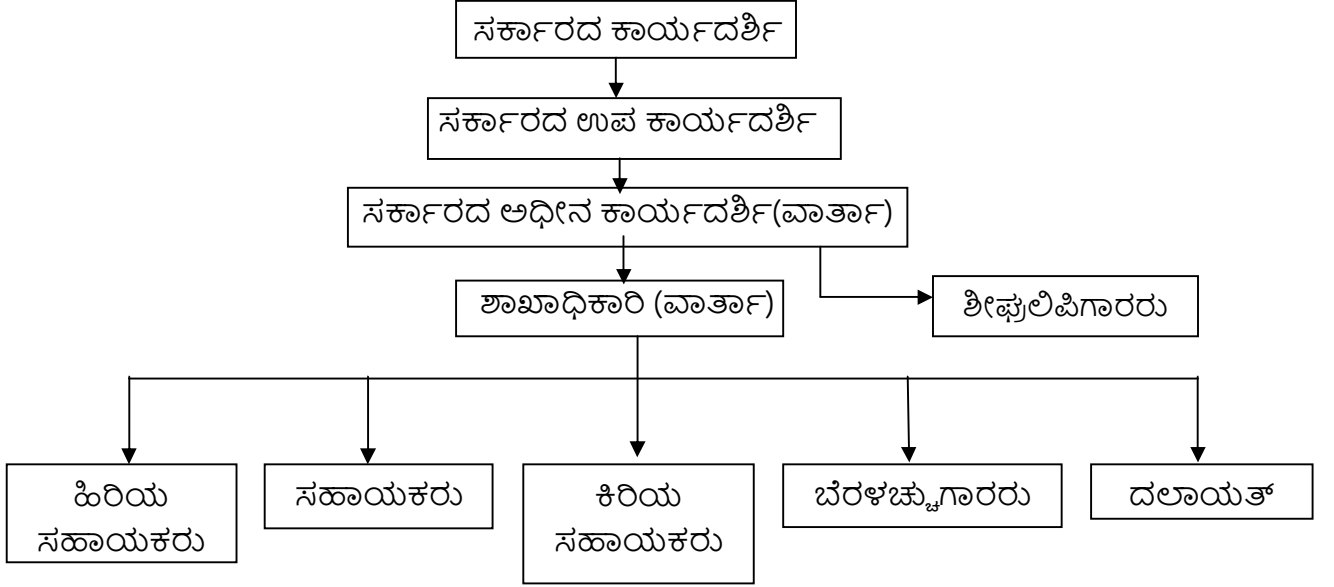 ಸರ್ಕಾರದ ಕಾರ್ಯದರ್ಶಿ
ಸರ್ಕಾರದ ಉಪ ಕಾರ್ಯದರ್ಶಿ
ಸರ್ಕಾರದ ಅಧೀನ ಕಾರ್ಯದರ್ಶಿ(ವಾರ್ತಾ)
ಶಾಖಾಧಿಕಾರಿ (ವಾರ್ತಾ)
ಶೀಘ್ರಲಿಪಿಗಾರರು
ಹಿರಿಯ
ಸಹಾಯಕರು
ಸಹಾಯಕರು
ಕಿರಿಯ
ಸಹಾಯಕರು
ಬೆರಳಚ್ಚುಗಾರರು
ದಲಾಯತ್